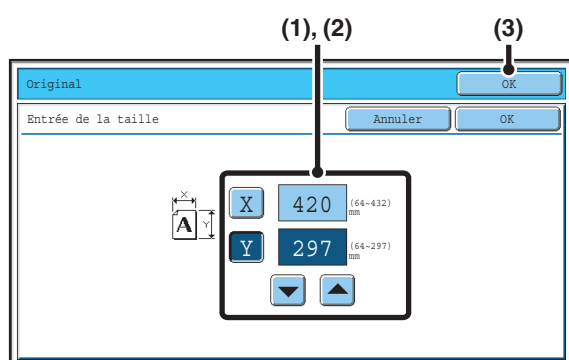 (1), (2) (3)
Original OK
Entrée de la taille Annuler OK
X 420 (64~432) mm
A Y
Y 297 (64~297) mm